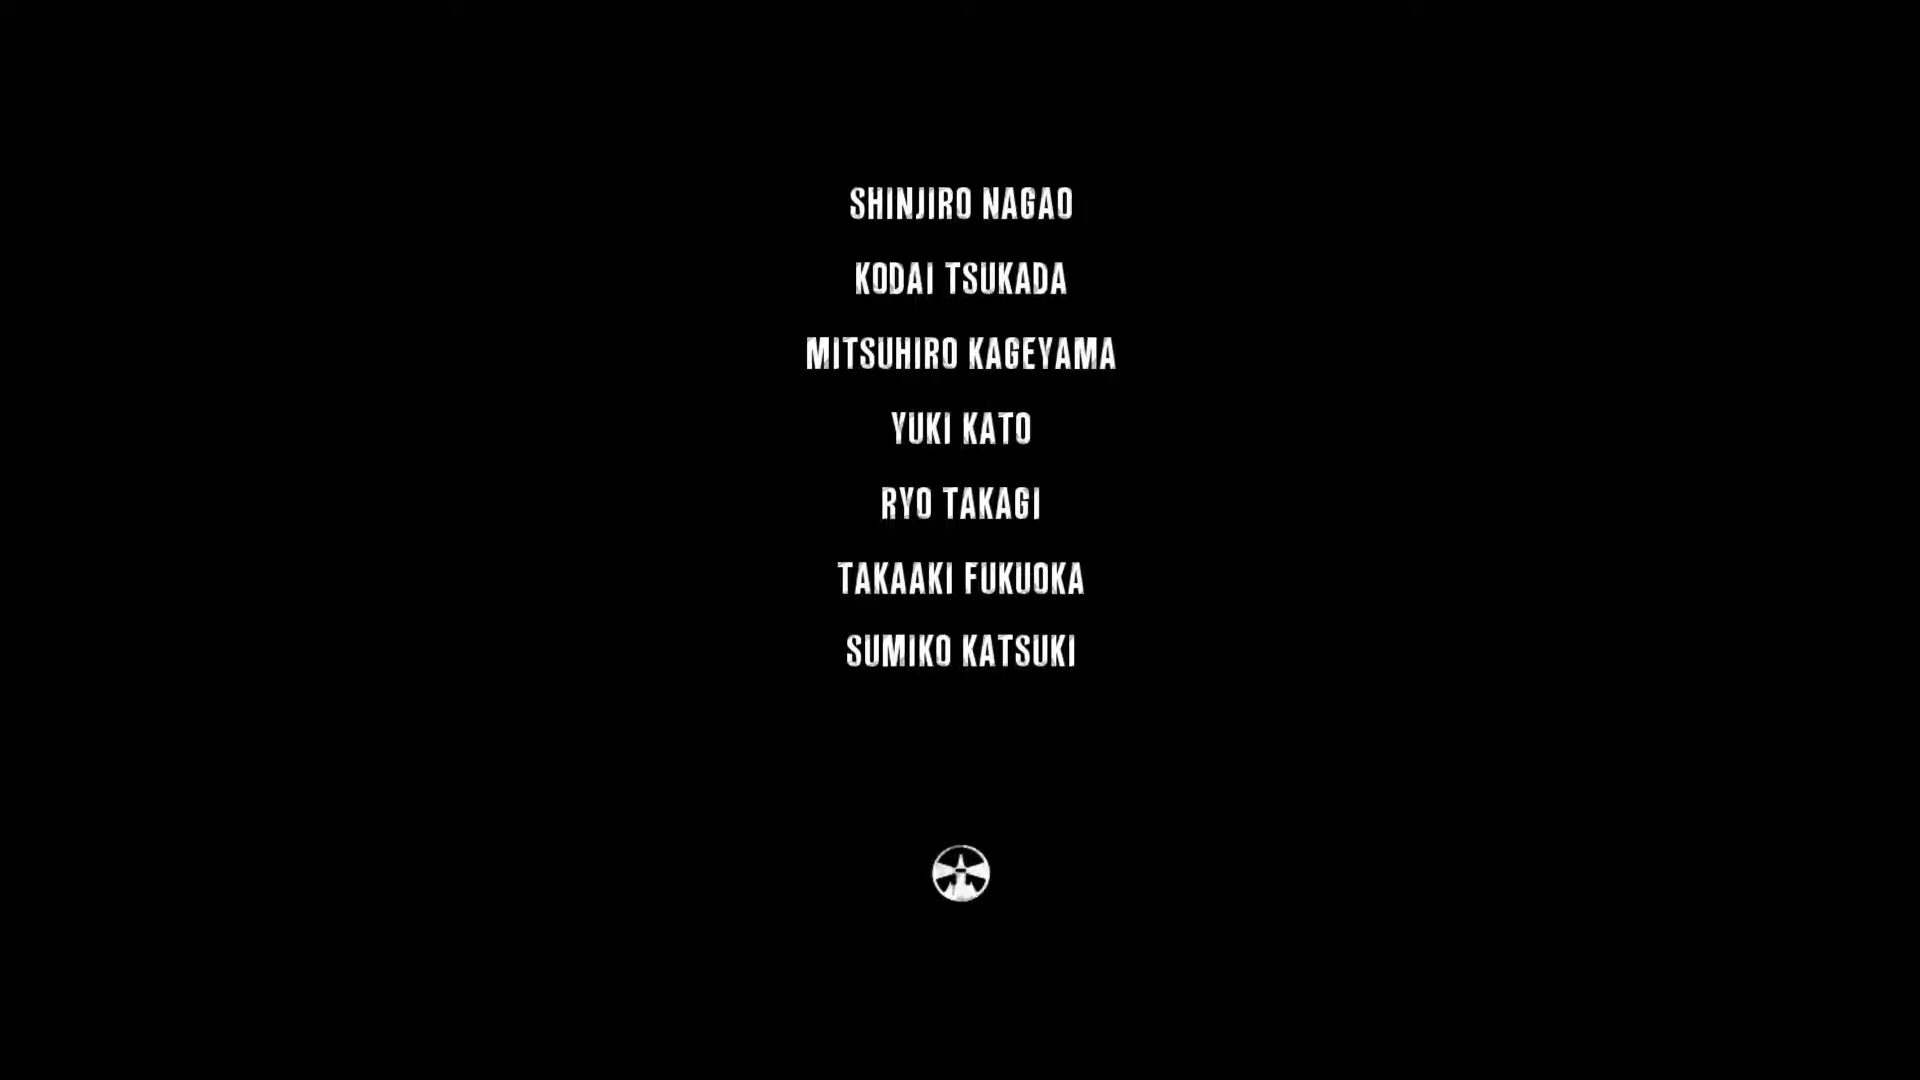 SHINJIRO NAGAO
KODAI TSUKADA
MITSUHIRO KAGEYAMA
YUKI KATO
RYO TAKAGI
TAKAAKI FUKUOKA
SUMIKO KATSUKI